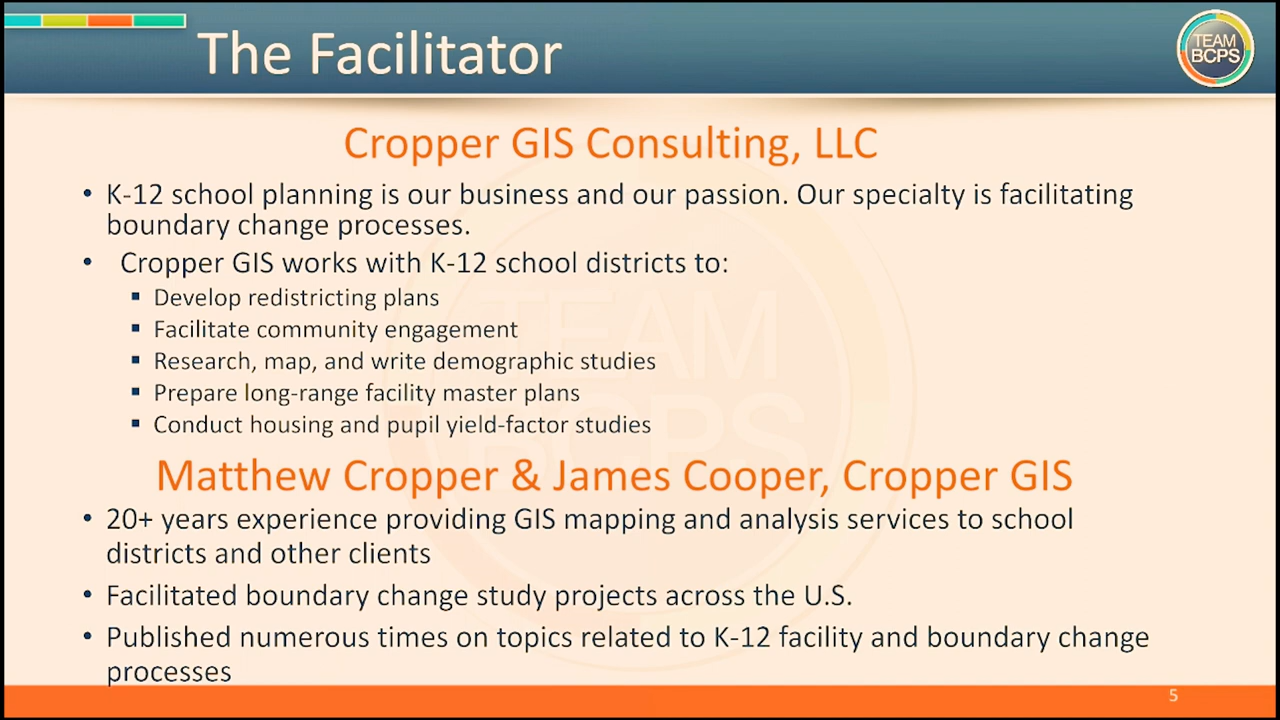 The Facilitator
TEAM
BCPS
Cropper GIS Consulting, LLC
• K-12 school planning is our business and our passion. Our specialty is facilitating
boundary change processes.
• Cropper GIS works with K-12 school districts to:
▪ Develop redistricting plans
▪ Facilitate community engagement
▪ Research, map, and write demographic studies
▪ Prepare long-range facility master plans
▪ Conduct housing and pupil yield-factor studies
TEAM
BCPS
Matthew Cropper & James Cooper, Cropper GIS
• 20+ years experience providing GIS mapping and analysis services to school
districts and other clients
• Facilitated boundary change study projects across the U.S.
• Published numerous times on topics related to K-12 facility and boundary change
processes
5